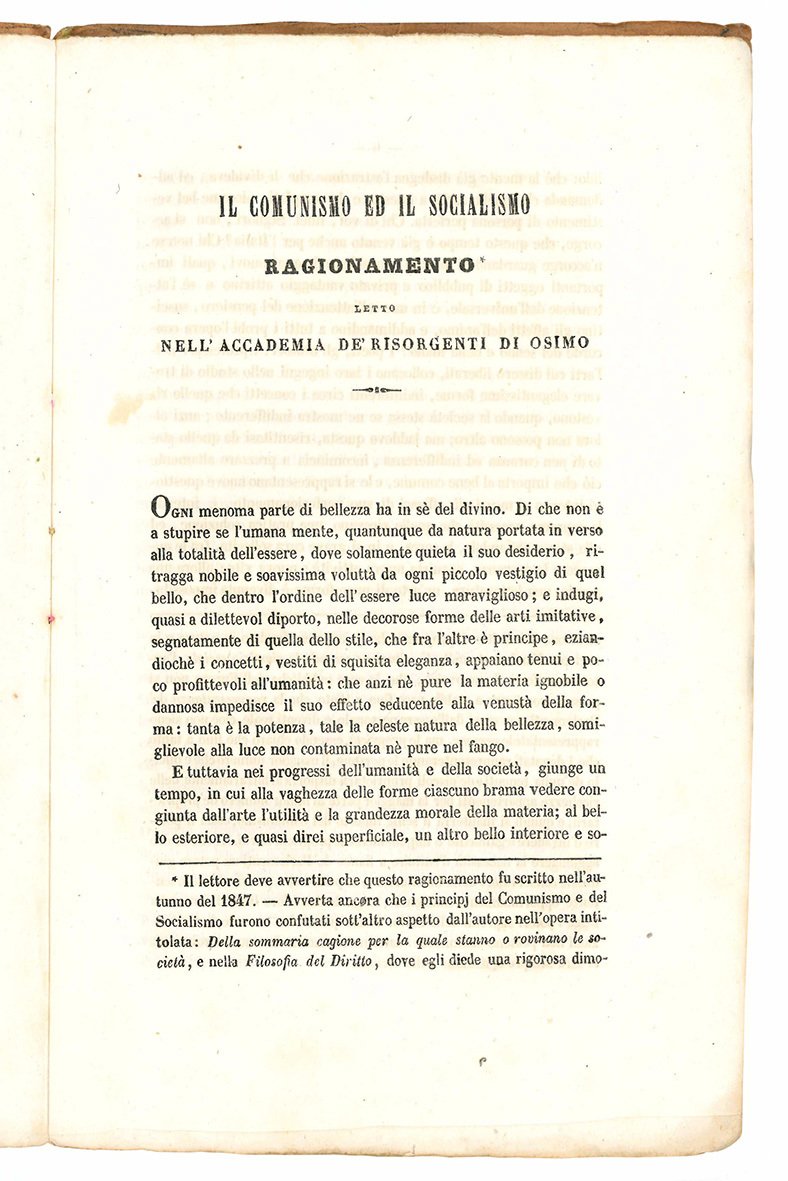 IL COMUNISMO ED IL SOCIALISMO
RAGIONAMENTO*
LETTO
NELL' ACCADEMIA DE' RISORGENTI DI OSIMO
OGNI menoma parte di bellezza ha in sè del divino. Di che non è
a stupire se l'umana mente, quantunque da natura portata in verso
alla totalità dell'essere, dove solamente quieta il suo desiderio, ri-
tragga nobile e soavissima voluttà da ogni piccolo vestigio di quel
bello, che dentro l'ordine dell'essere luce maraviglioso; e indugi,
quasi a dilettevol diporto, nelle decorose forme delle arti imitative,
segnatamente di quella dello stile, che fra l'altre è principe, ezian-
diochè i concetti, vestiti di squisita eleganza, appaiano tenui e po-
co profittevoli all'umanità: che anzi nè pure la materia ignobile o
dannosa impedisce il suo effetto seducente alla venustà della for-
ma: tanta è la potenza, tale la celeste natura della bellezza, somi-
glievole alla luce non contaminata nè pure nel fango.
E tuttavia nei progressi dell'umanità e della società, giunge un
tempo, in cui alla vaghezza delle forme ciascuno brama vedere con-
giunta dall'arte l'utilità e la grandezza morale della materia; al bel-
lo esteriore, e quasi direi superficiale, un altro bello interiore e so-
* Il lettore deve avvertire che questo ragionamento fu scritto nell'au-
tunno del 1847. — Avverta ancora che i principj del Comunismo e del
Socialismo furono confutati sott'altro aspetto dall'autore nell'opera inti-
tolata: Della sommaria cagione per la quale stanno o rovinano le so-
cietà, e nella Filosofia del Diritto, dove egli diede una rigorosa dimo-